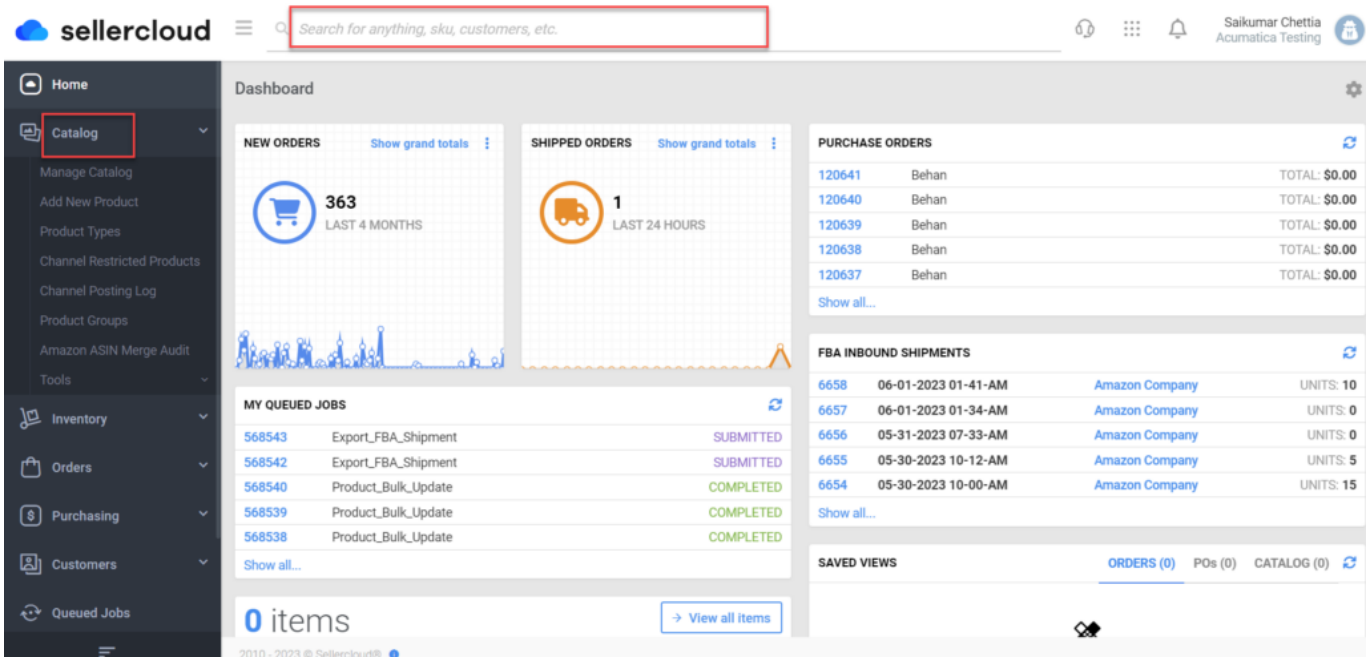 sellercloud
Search for anything, sku, customers, etc.
Saikumar Chettia
Acumatica Testing
Home
Catalog
Manage Catalog
Add New Product
Product Types
Channel Restricted Products
Channel Posting Log
Product Groups
Amazon ASIN Merge Audit
Tools
Inventory
Orders
Purchasing
Customers
Queued Jobs
Dashboard
NEW ORDERS Show grand totals
363
LAST 4 MONTHS
SHIPPED ORDERS Show grand totals
1
LAST 24 HOURS
MY QUEUED JOBS
568543 Export_FBA_Shipment SUBMITTED
568542 Export_FBA_Shipment SUBMITTED
568540 Product_Bulk_Update COMPLETED
568539 Product_Bulk_Update COMPLETED
568538 Product_Bulk_Update COMPLETED
Show all...
0 items
→ View all items
PURCHASE ORDERS
120641 Behan TOTAL: $0.00
120640 Behan TOTAL: $0.00
120639 Behan TOTAL: $0.00
120638 Behan TOTAL: $0.00
120637 Behan TOTAL: $0.00
Show all...
FBA INBOUND SHIPMENTS
6658 06-01-2023 01-41-AM Amazon Company UNITS: 10
6657 06-01-2023 01-34-AM Amazon Company UNITS: 0
6656 05-31-2023 07-33-AM Amazon Company UNITS: 0
6655 05-30-2023 10-12-AM Amazon Company UNITS: 5
6654 05-30-2023 10-00-AM Amazon Company UNITS: 15
Show all...
SAVED VIEWS ORDERS (0) POs (0) CATALOG (0)
2010 - 2023 © Sellercloud®